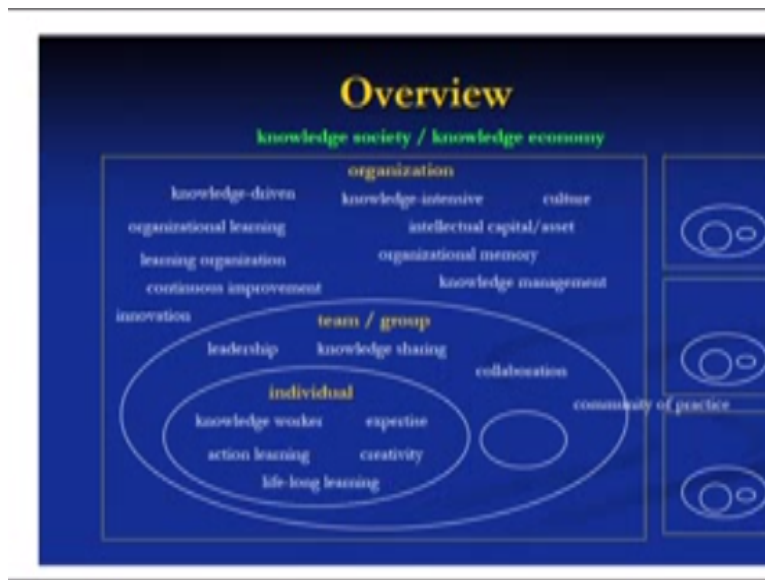 Overview
knowledge society / knowledge economy
organization
knowledge-driven
knowledge-intensive
culture
organizational learning
intellectual capital/asset
learning organization
organizational memory
continuous improvement
knowledge management
innovation
team / group
leadership
knowledge sharing
collaboration
individual
community of practice
knowledge worker
expertise
action learning
creativity
life-long learning